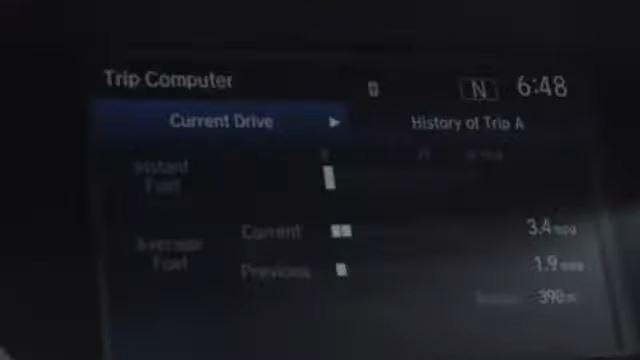 Trip Computer N 6:48
Current Drive ▶ History of Trip A
Instant
Fuel
Current 3.4
Average
Fuel
Previous 1.9
390